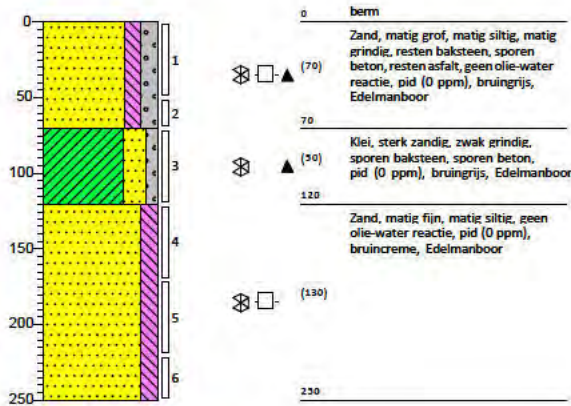 0
50
100
150
200
250
1
2
3
4
5
6
0 berm
Zand, matig grof, matig siltig, matig
grindig, resten baksteen, sporen
(70) beton, resten asfalt, geen olie-water
reactie, pid (0 ppm), bruingrijs,
Edelmanboor
70
Klei, sterk zandig, zwak grindig,
(50) sporen baksteen, sporen beton,
pid (0 ppm), bruingrijs, Edelmanboor
120
Zand, matig fijn, matig siltig, geen
olie-water reactie, pid (0 ppm),
bruincreme, Edelmanboor
(130)
250